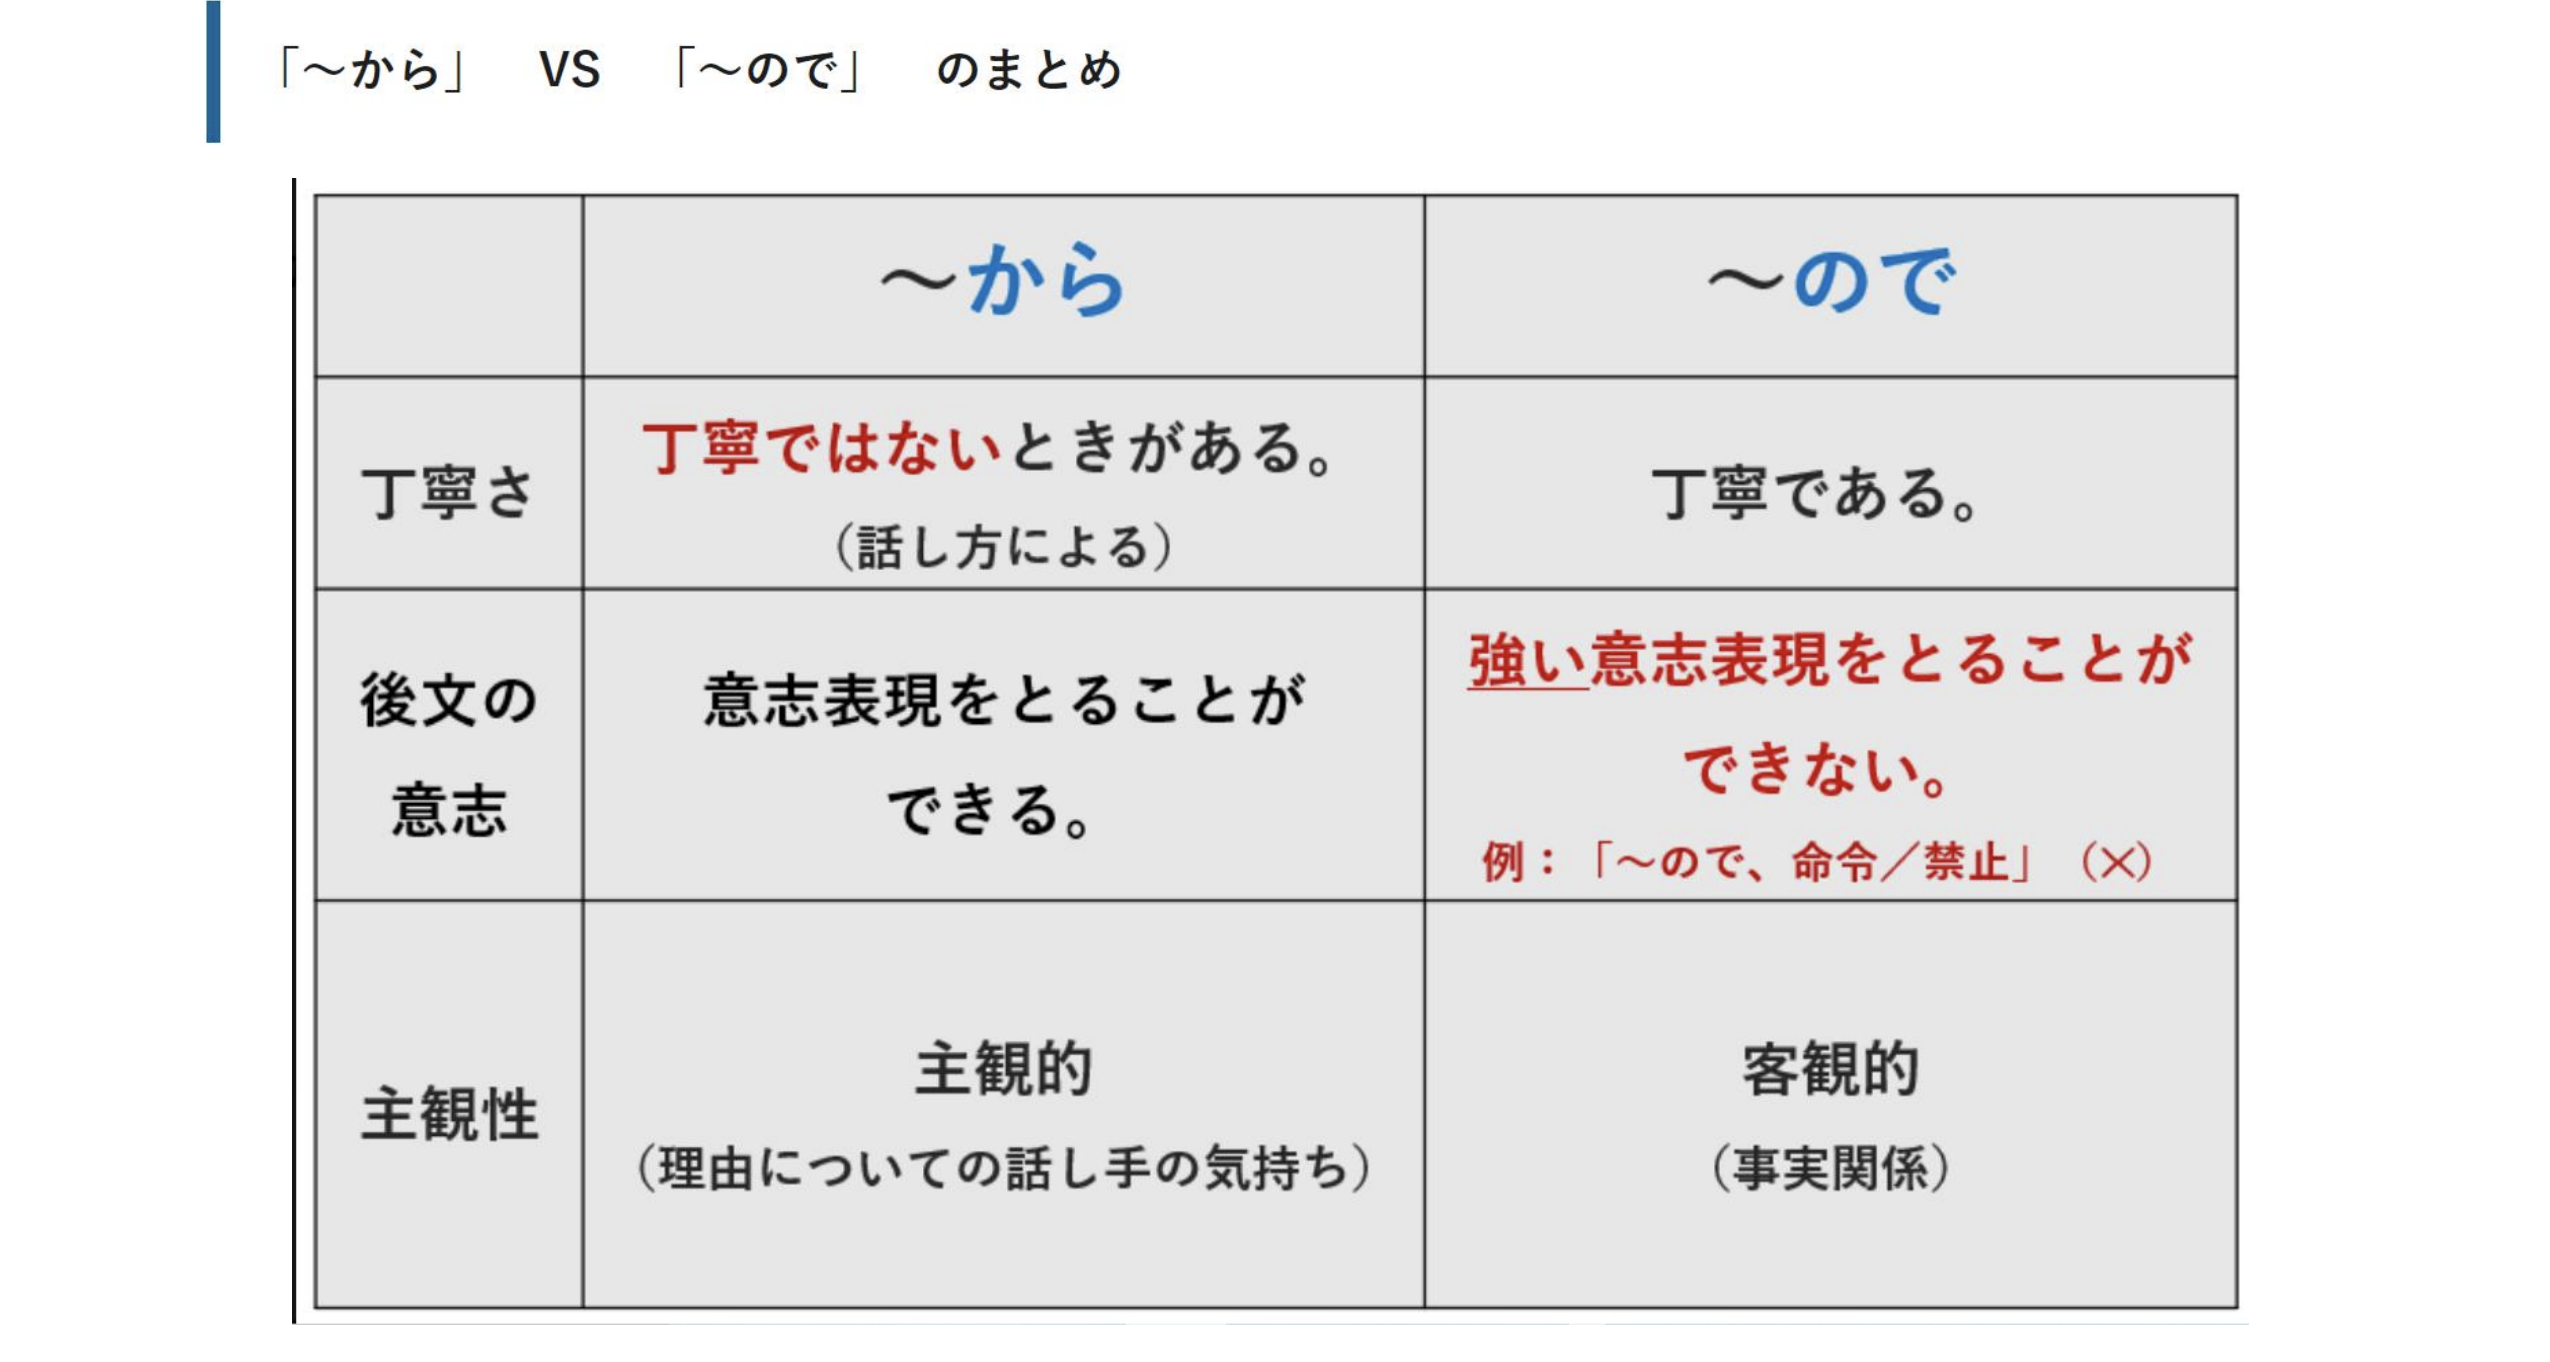 「～から」　VS　「～ので」　のまとめ
～から
～ので
丁寧さ
丁寧ではないときがある。
（話し方による）
丁寧である。
後文の
意志
意志表現をとることが
できる。
強い意志表現をとることが
できない。
例：「～ので、命令／禁止」（×）
主観性
主観的
（理由についての話し手の気持ち）
客観的
（事実関係）